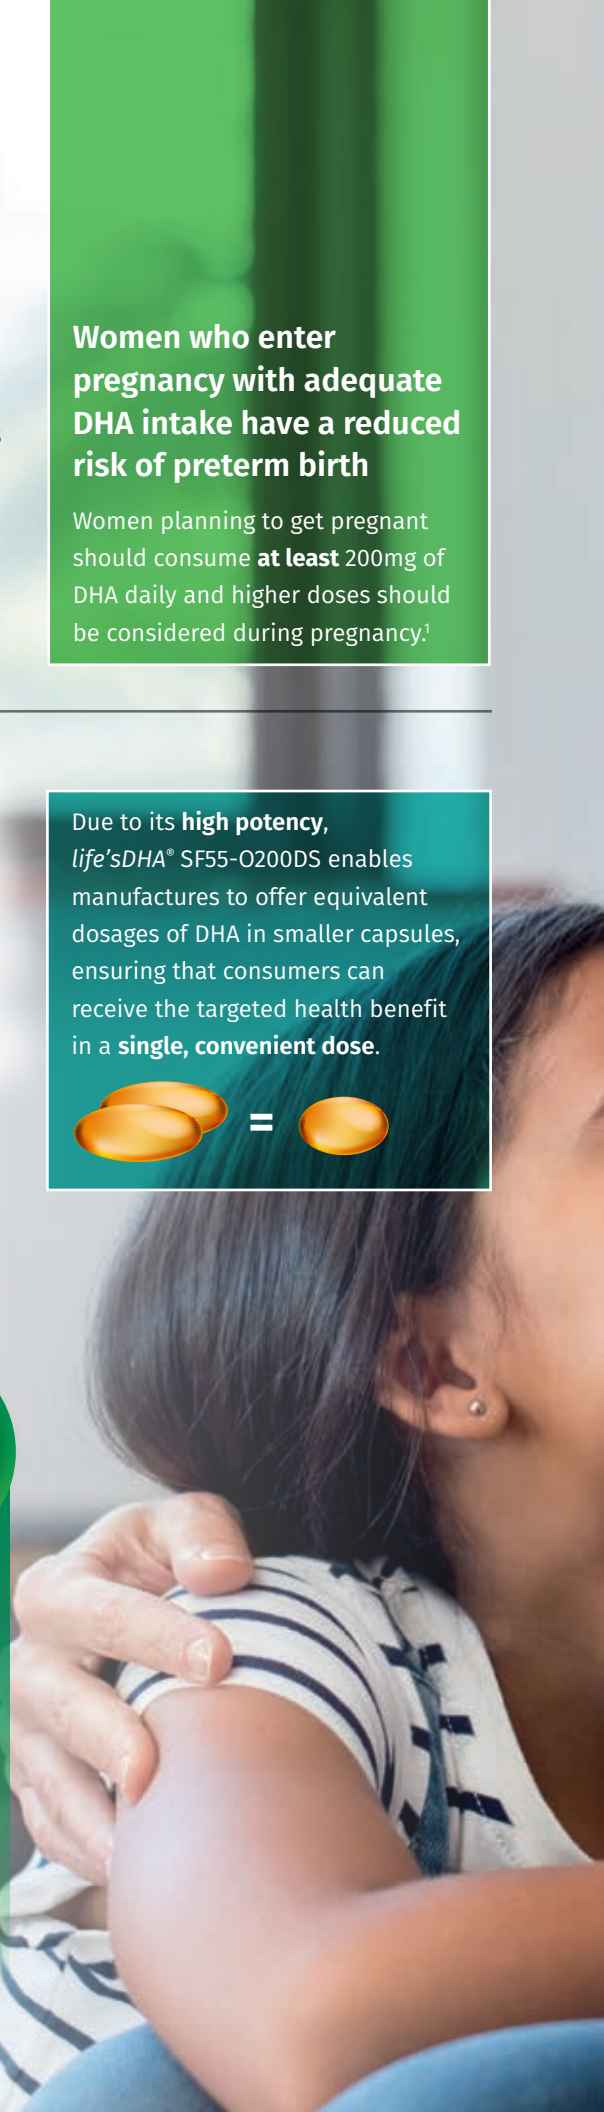 Women who enter
pregnancy with adequate
DHA intake have a reduced
risk of preterm birth
Women planning to get pregnant
should consume at least 200mg of
DHA daily and higher doses should
be considered during pregnancy.¹
Due to its high potency,
life'sDHA® SF55-O200DS enables
manufactures to offer equivalent
dosages of DHA in smaller capsules,
ensuring that consumers can
receive the targeted health benefit
in a single, convenient dose.
=